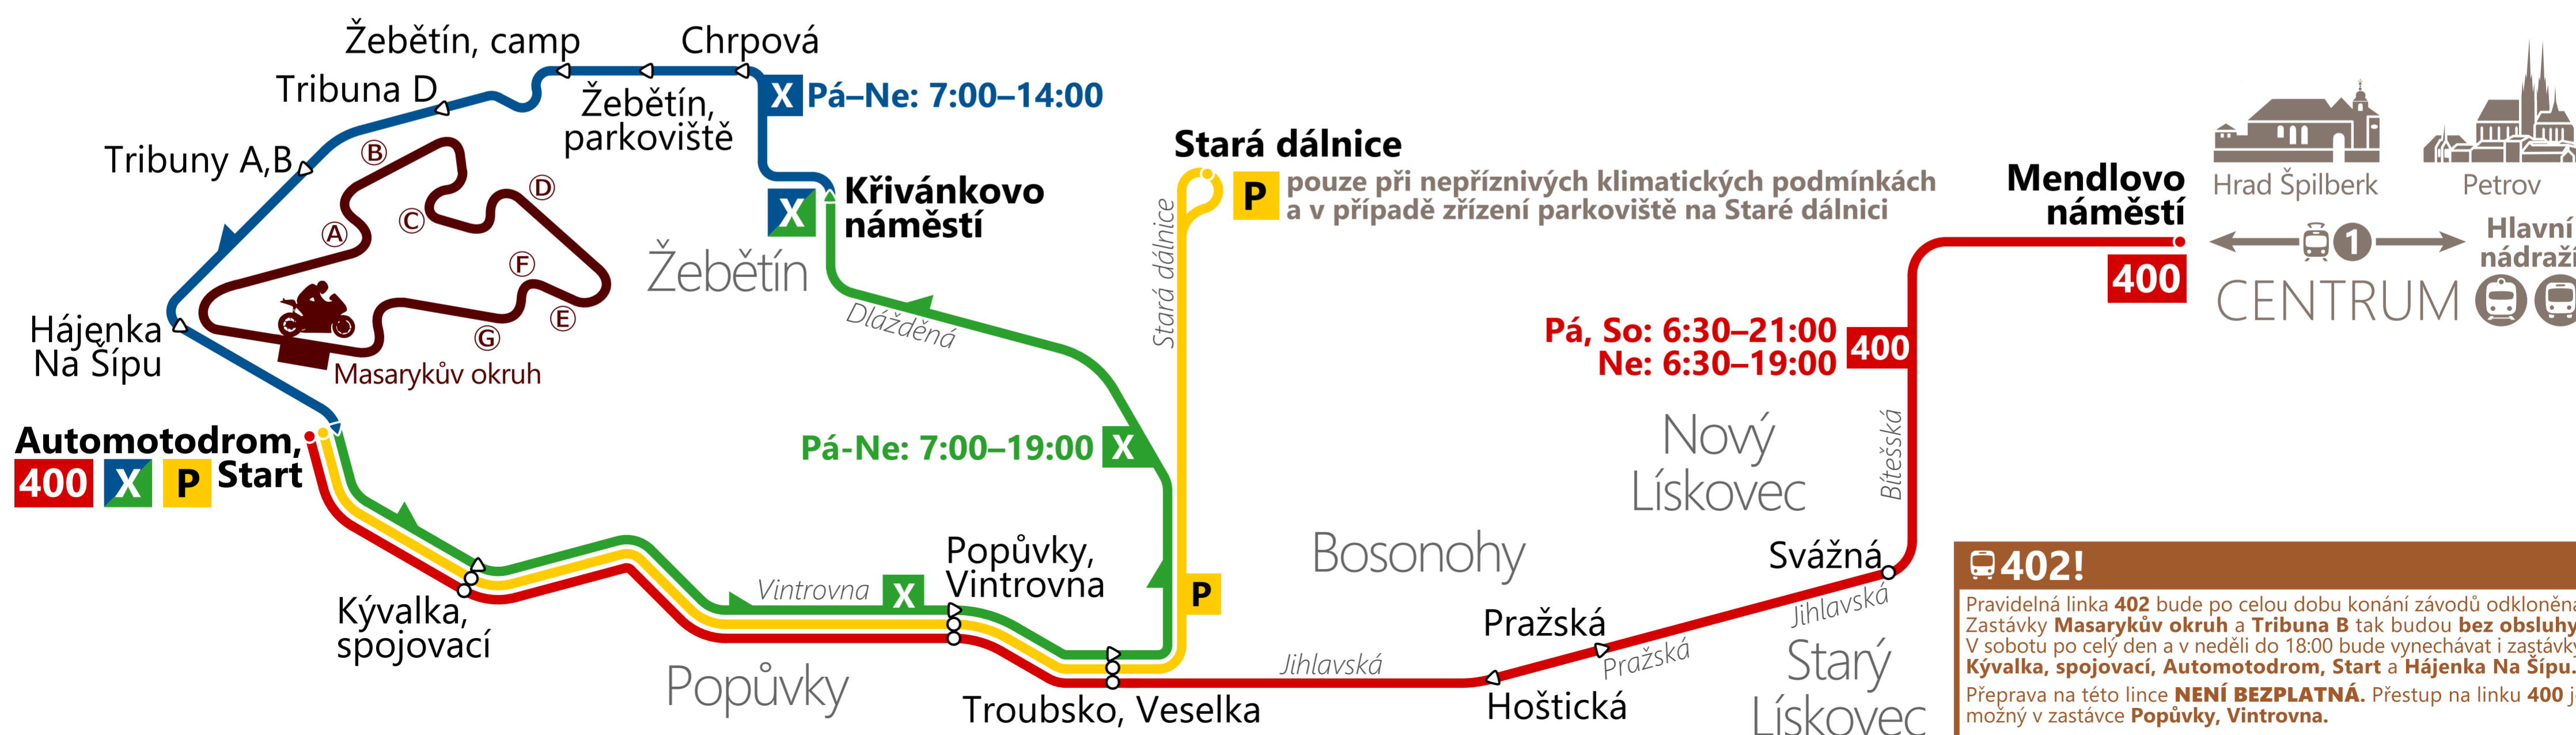 Žebětín, camp
Chrpová
Tribuna D
Žebětín,
parkoviště
X Pá–Ne: 7:00–14:00
Tribuny A,B
B
D
C
A
F
E
G
Masarykův okruh
X
Křivánkovo
náměstí
Žebětín
Dlážděná
Hájenka
Na Šípu
Automotodrom,
Start
400 X P
Pá-Ne: 7:00–19:00 X
Stará dálnice
P
pouze při nepříznivých klimatických podmínkách
a v případě zřízení parkoviště na Staré dálnici
Stará dálnice
Mendlovo
náměstí
400
Hrad Špilberk
Petrov
1
Hlavní
nádraží
CENTRUM
Pá, So: 6:30–21:00
Ne: 6:30–19:00
400
Nový
Lískovec
Bítešská
Bosonohy
Svážná
Jihlavská
Pražská
Pražská
Starý
Lískovec
Hoštická
Jihlavská
P
Popůvky,
Vintrovna
Vintrovna
X
Kývalka,
spojovací
Popůvky
Troubsko, Veselka
402!
Pravidelná linka 402 bude po celou dobu konání závodů odkloněna
Zastávky Masarykův okruh a Tribuna B tak budou bez obsluhy
V sobotu po celý den a v neděli do 18:00 bude vynechávat i zastávky
Kývalka, spojovací, Automotodrom, Start a Hájenka Na Šípu.
Přeprava na této lince NENÍ BEZPLATNÁ. Přestup na linku 400 je
možný v zastávce Popůvky, Vintrovna.